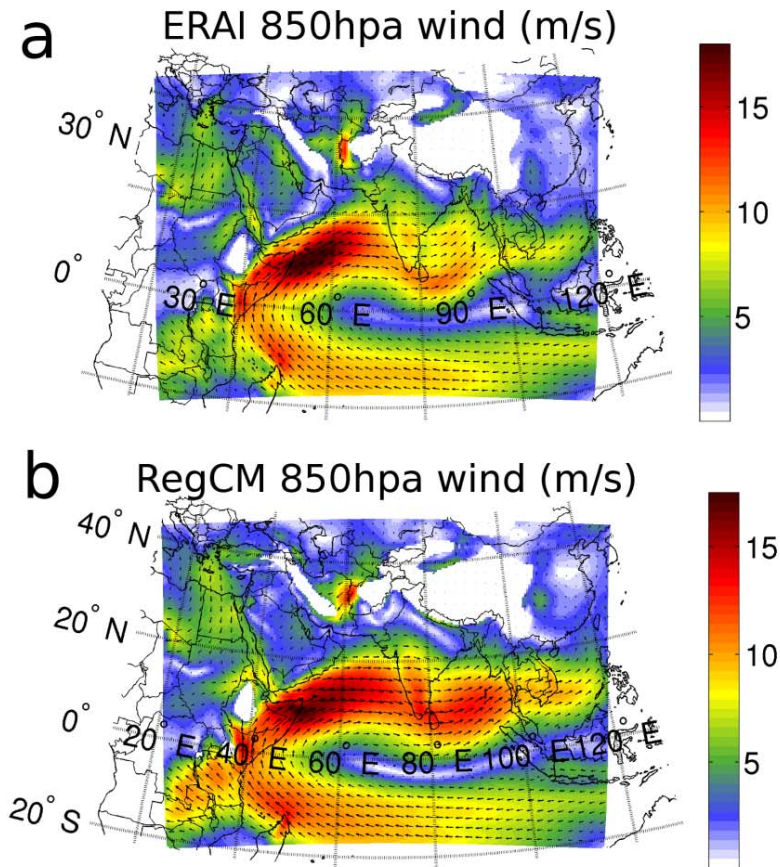 a
ERAI 850hpa wind (m/s)
30° N
0°
30° E 60° E 90° E 120° E
15
10
5
b
RegCM 850hpa wind (m/s)
40° N
20° N
0°
20° S
20° E 40° E 60° E 80° E 100° E 120° E
15
10
5
0